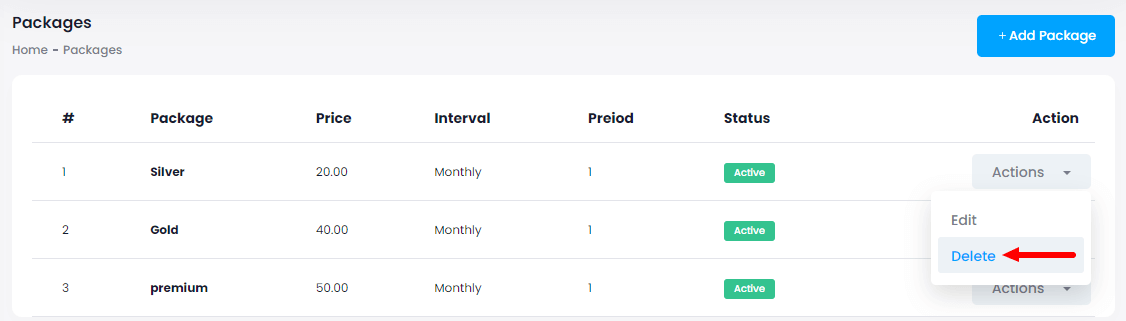 Packages
Home - Packages
+ Add Package
# Package Price Interval Preiod Status Action
1 Silver 20.00 Monthly 1 Active Actions
Edit
2 Gold 40.00 Monthly 1 Active
Delete
3 premium 50.00 Monthly 1 Active Actions